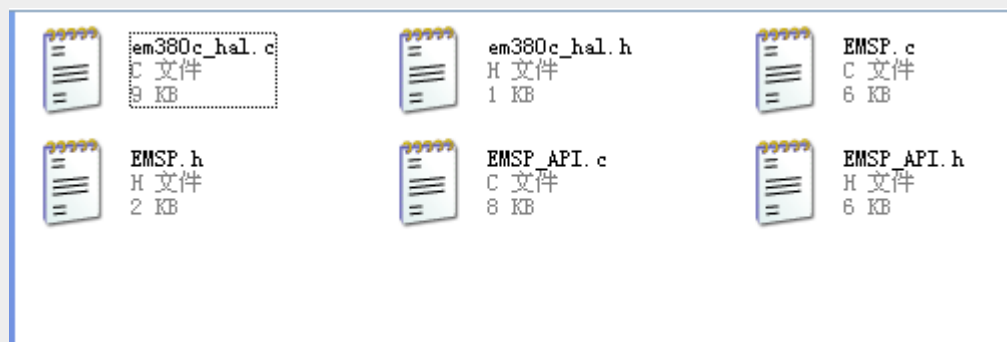 em380c_hal.c
C 文件
9 KB
em380c_hal.h
H 文件
1 KB
EMSP.c
C 文件
6 KB
EMSP.h
H 文件
2 KB
EMSP_API.c
C 文件
8 KB
EMSP_API.h
H 文件
6 KB